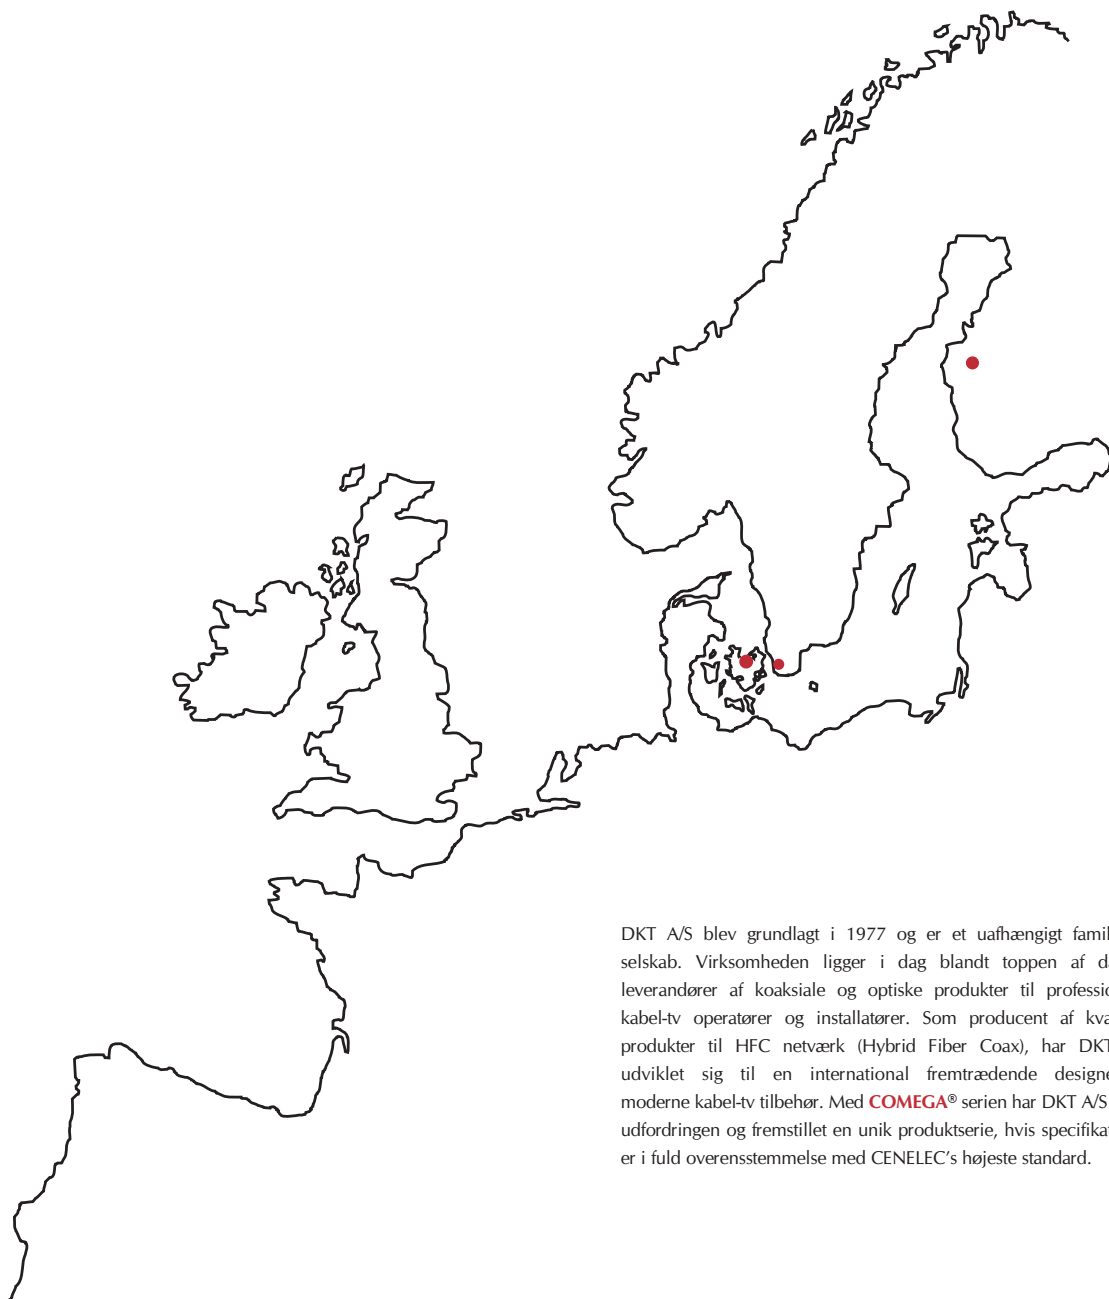 DKT A/S blev grundlagt i 1977 og er et uafhængigt famil
selskab. Virksomheden ligger i dag blandt toppen af da
leverandører af koaksiale og optiske produkter til professio
kabel-tv operatører og installatører. Som producent af kva
produkter til HFC netværk (Hybrid Fiber Coax), har DKT
udviklet sig til en international fremtrædende designe
moderne kabel-tv tilbehør. Med COMEGA® serien har DKT A/S
udfordringen og fremstillet en unik produktserie, hvis specifikat
er i fuld overensstemmelse med CENELEC’s højeste standard.